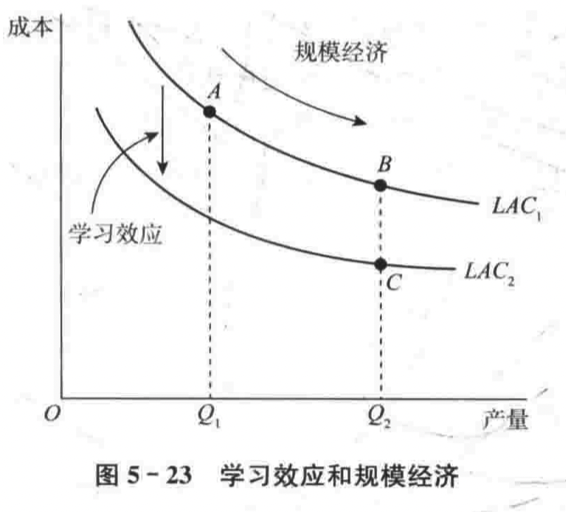 成本
规模经济
A
B
LAC₁
学习效应
C
LAC₂
O
Q₁
Q₂
产量
图 5-23 学习效应和规模经济